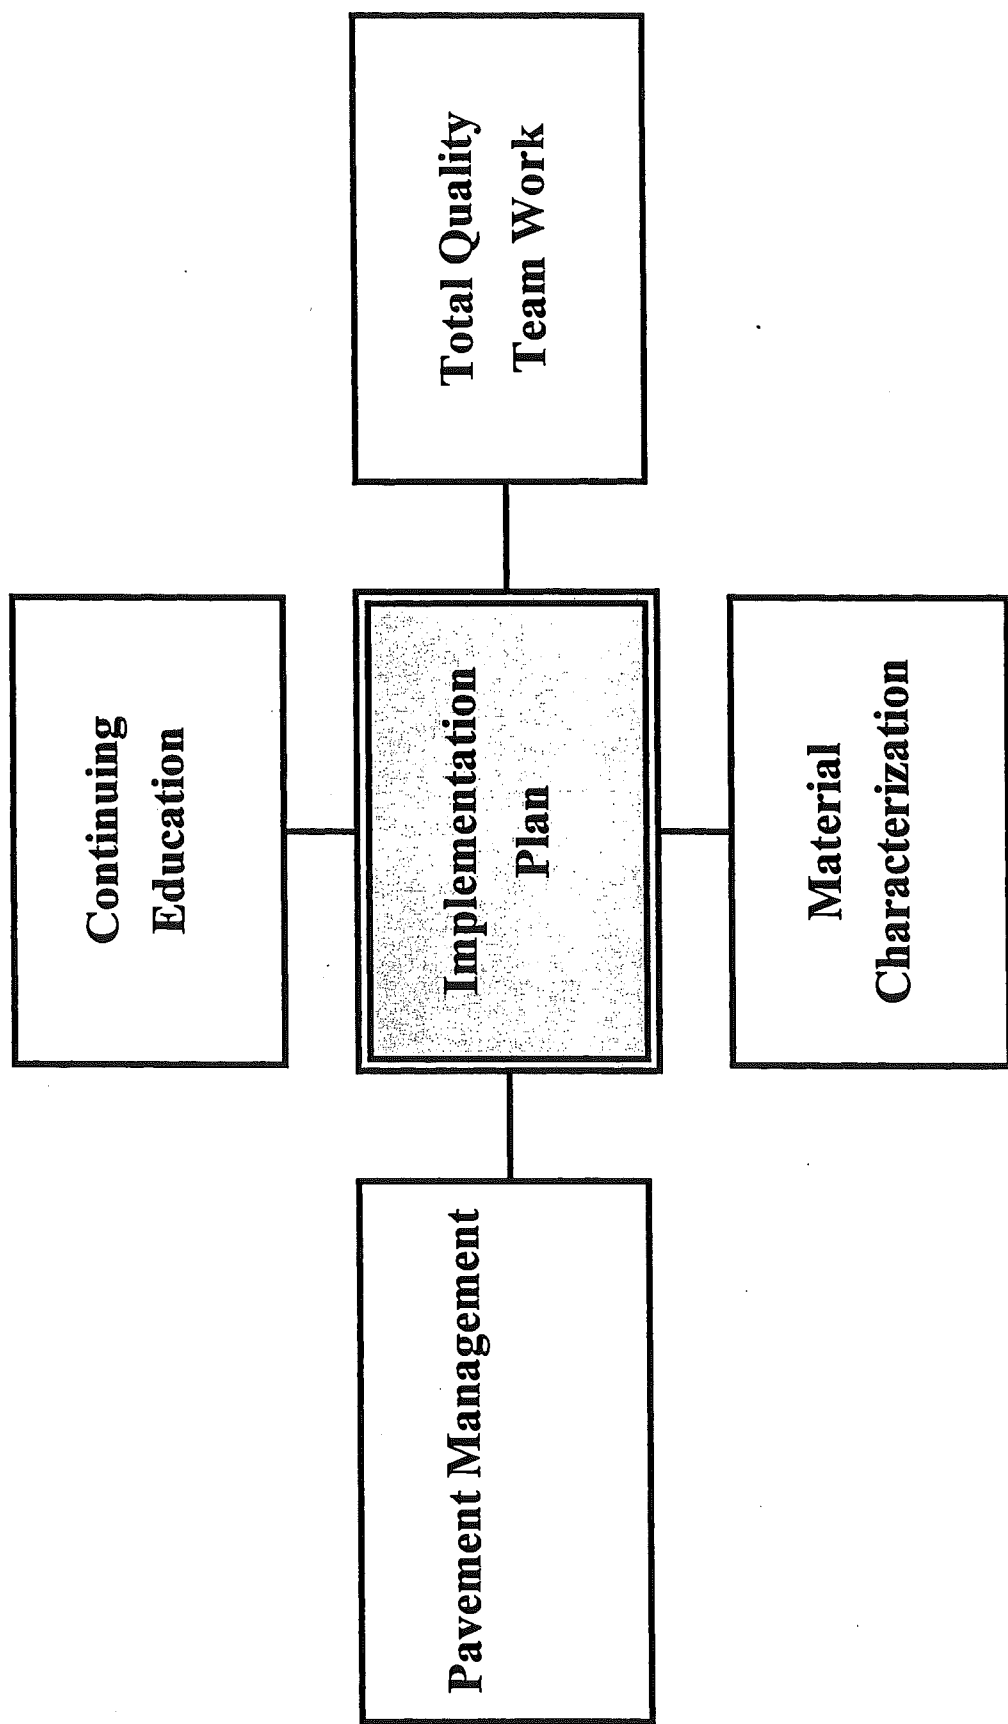 Continuing
Education
Pavement Management
Implementation
Plan
Total Quality
Team Work
Material
Characterization